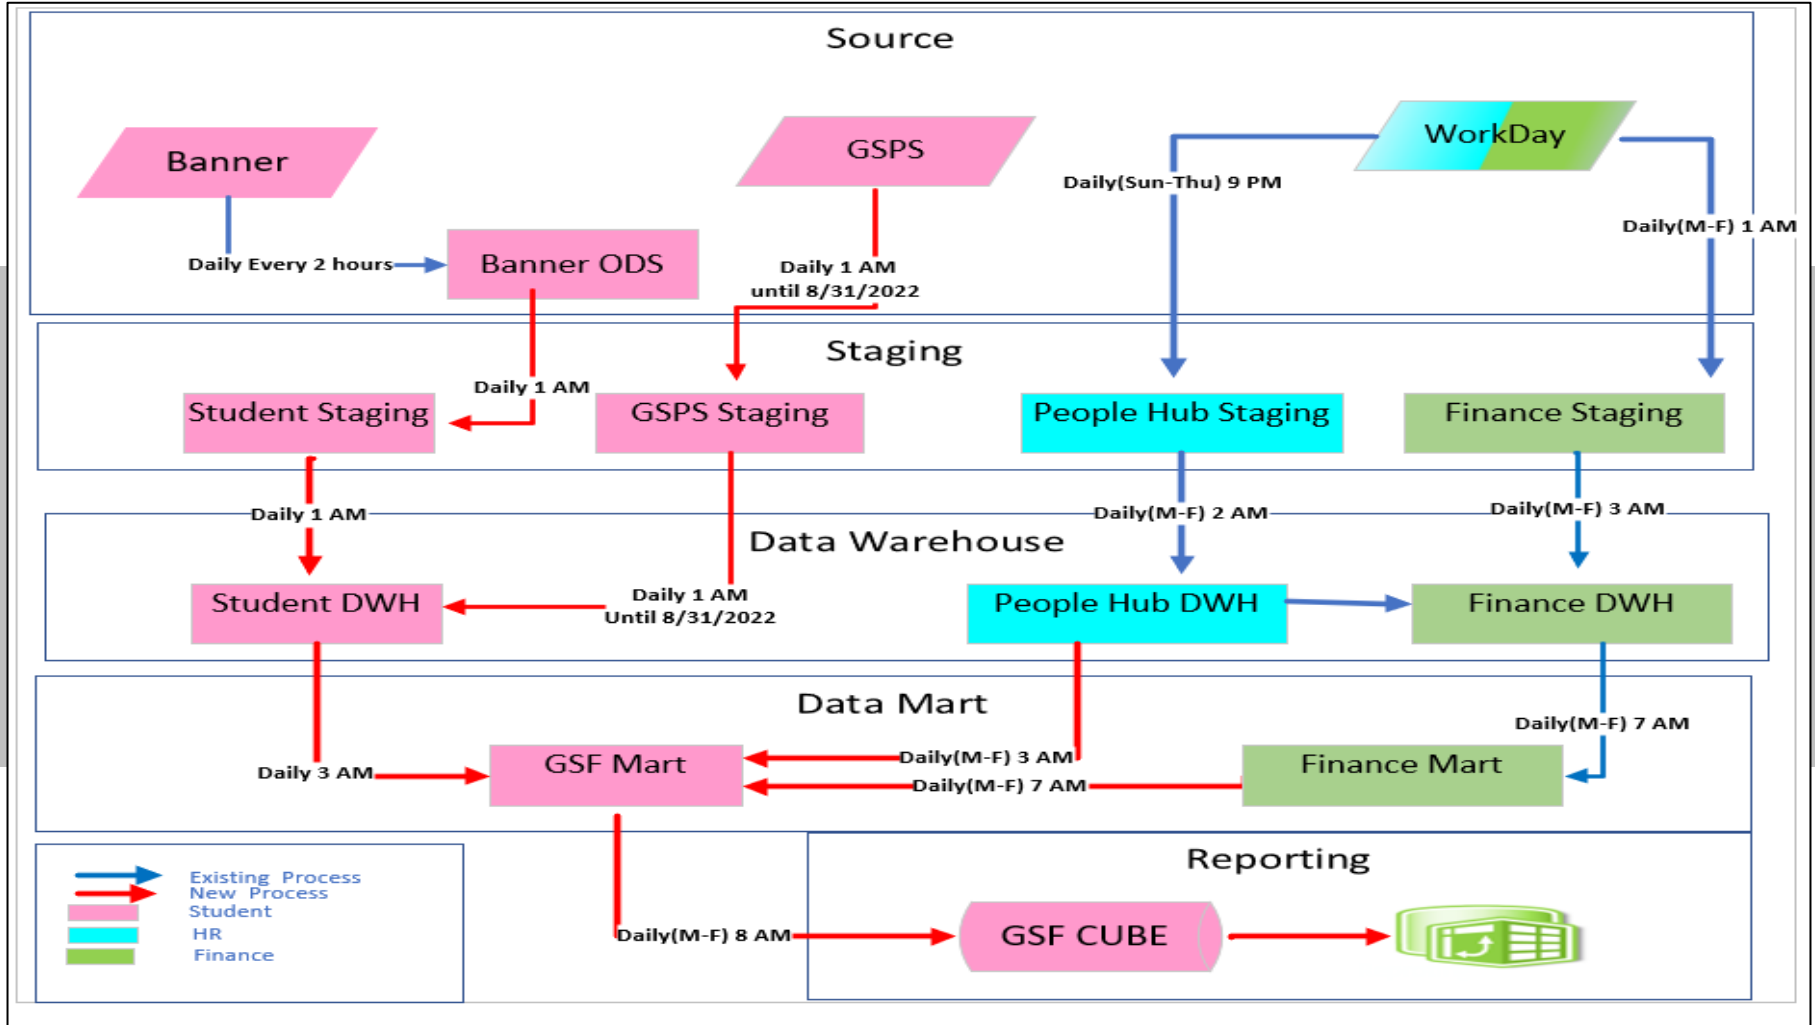 Source
Banner
GSPS
WorkDay
Daily(Sun-Thu) 9 PM
Daily(M-F) 1 AM
Daily Every 2 hours
Banner ODS
Daily 1 AM
until 8/31/2022
Staging
Daily 1 AM
Student Staging
GSPS Staging
People Hub Staging
Finance Staging
Daily 1 AM
Daily(M-F) 2 AM
Daily(M-F) 3 AM
Data Warehouse
Student DWH
Daily 1 AM
Until 8/31/2022
People Hub DWH
Finance DWH
Data Mart
Daily(M-F) 7 AM
Daily 3 AM
GSF Mart
Daily(M-F) 3 AM
Daily(M-F) 7 AM
Finance Mart
Existing Process
New Process
Student
HR
Finance
Reporting
Daily(M-F) 8 AM
GSF CUBE